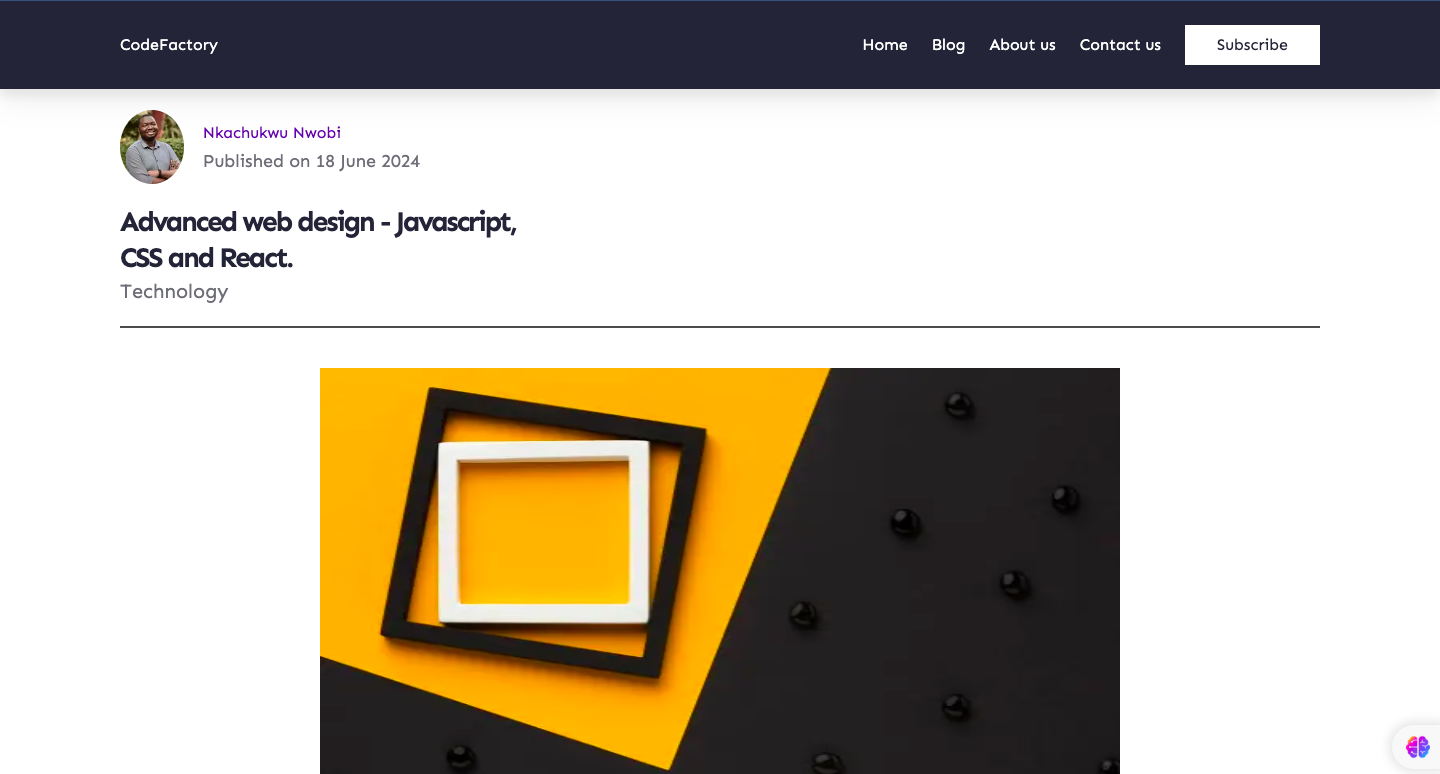 CodeFactory
Home
Blog
About us
Contact us
Subscribe
Nkachukwu Nwobi
Published on 18 June 2024
Advanced web design - Javascript,
CSS and React.
Technology